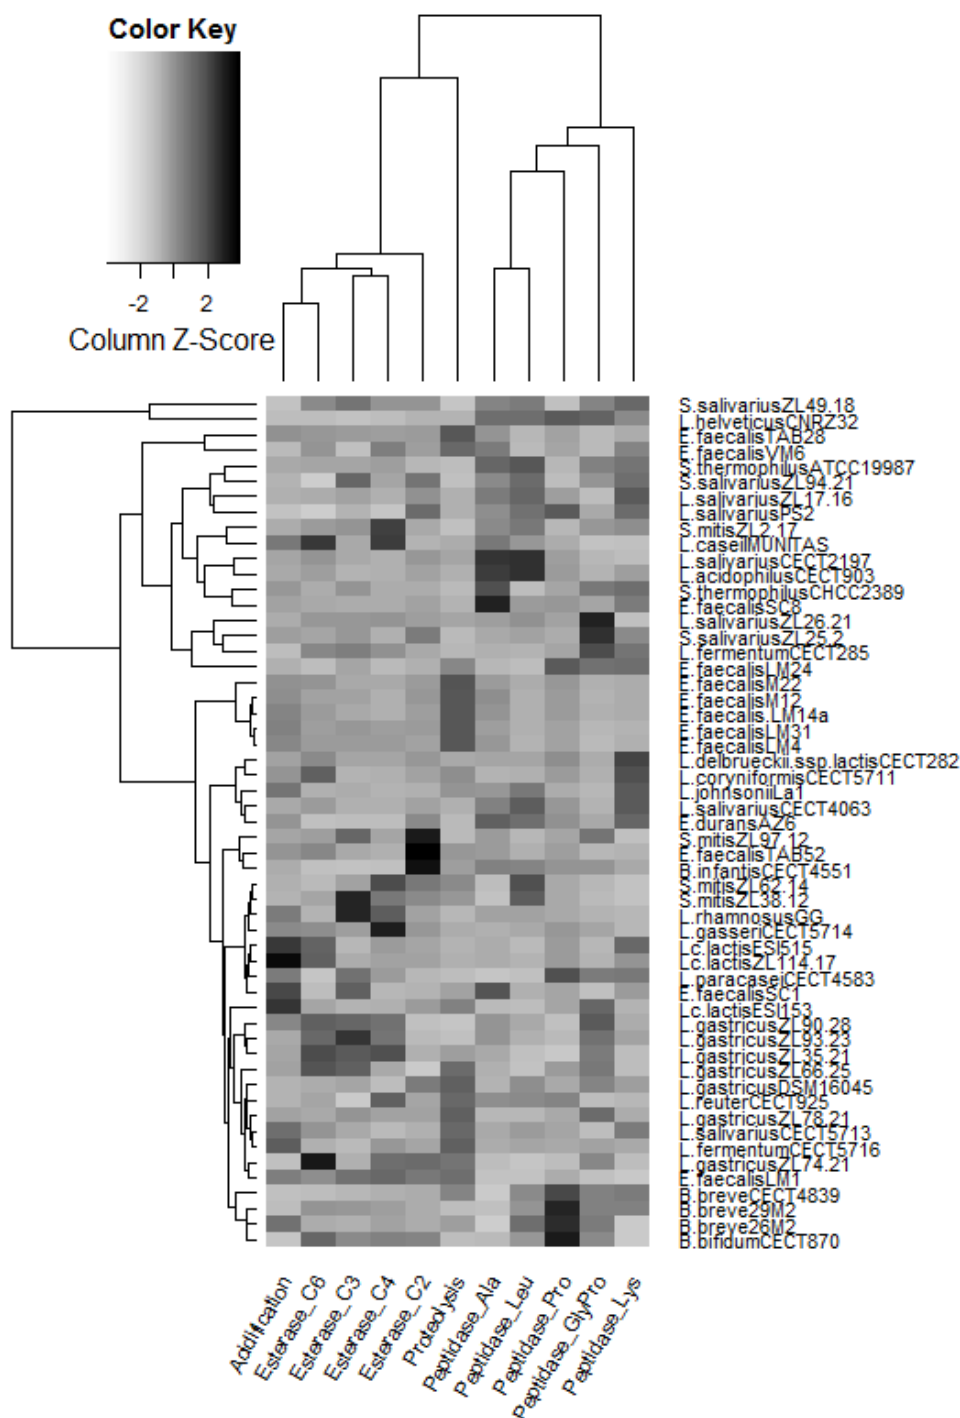 Color Key
-2 2
Column Z-Score
S.salivariusZL49.18
L.helveticusCNRZ32
E.faecalisTAB28
E.faecalisVM6
S.thermophilusATCC19987
S.salivariusZL94.21
L.salivariusZL17.16
L.salivariusPS2
S.mitisZL2.17
L.caseiIMUNITAS
L.salivariusCECT2197
L.acidophilusCECT903
S.thermophilusCHCC2389
E.faecalisSC8
L.salivariusZL26.21
S.salivariusZL25.2
L.fermentumCECT285
E.faecalisLM24
E.faecalisM22
E.faecalisM12
E.faecalis.LM14a
E.faecalisLM31
E.faecalisLM4
L.delbrueckii.ssp.lactisCECT282
L.coryniformisCECT5711
L.johnsoniiLa1
L.salivariusCECT4063
E.duransAZ6
S.mitisZL97.12
E.faecalisTAB52
B.infantisCECT4551
S.mitisZL62.14
S.mitisZL38.12
L.rhamnosusGG
L.gasseriCECT5714
Lc.lactisESI515
Lc.lactisZL114.17
L.paracaseiCECT4583
E.faecalisSC1
Lc.lactisESI153
L.gastricusZL90.28
L.gastricusZL93.23
L.gastricusZL35.21
L.gastricusZL66.25
L.gastricusDSM16045
L.reuterCECT925
L.gastricusZL78.21
L.salivariusCECT5713
L.fermentumCECT5716
L.gastricusZL74.21
E.faecalisLM1
B.breveCECT4839
B.breve29M2
B.breve26M2
B.bifidumCECT870
Esterase_C6
Esterase_C3
Esterase_C4
Esterase_C2
Proteolysis
Peptidase_Ala
Peptidase_Leu
Peptidase_Pro
Peptidase_GlyPro
Peptidase_Lys